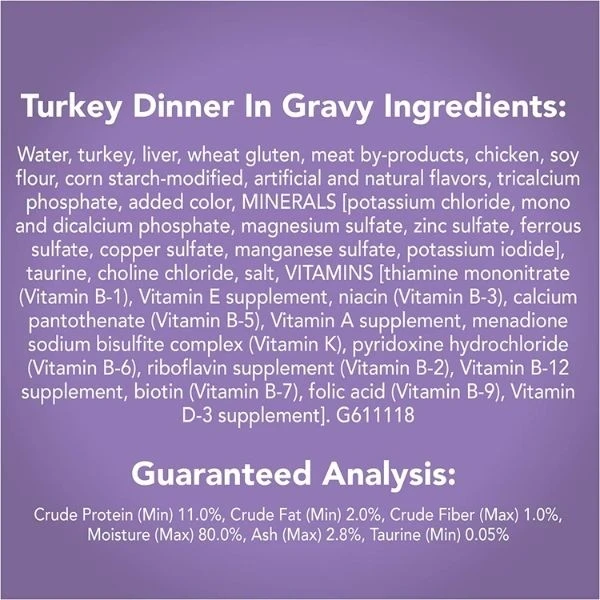 Turkey Dinner In Gravy Ingredients:
Water, turkey, liver, wheat gluten, meat by-products, chicken, soy
flour, corn starch-modified, artificial and natural flavors, tricalcium
phosphate, added color, MINERALS [potassium chloride, mono
and dicalcium phosphate, magnesium sulfate, zinc sulfate, ferrous
sulfate, copper sulfate, manganese sulfate, potassium iodide],
taurine, choline chloride, salt, VITAMINS [thiamine mononitrate
(Vitamin B-1), Vitamin E supplement, niacin (Vitamin B-3), calcium
pantothenate (Vitamin B-5), Vitamin A supplement, menadione
sodium bisulfite complex (Vitamin K), pyridoxine hydrochloride
(Vitamin B-6), riboflavin supplement (Vitamin B-2), Vitamin B-12
supplement, biotin (Vitamin B-7), folic acid (Vitamin B-9), Vitamin
D-3 supplement]. G611118
Guaranteed Analysis:
Crude Protein (Min) 11.0%, Crude Fat (Min) 2.0%, Crude Fiber (Max) 1.0%,
Moisture (Max) 80.0%, Ash (Max) 2.8%, Taurine (Min) 0.05%